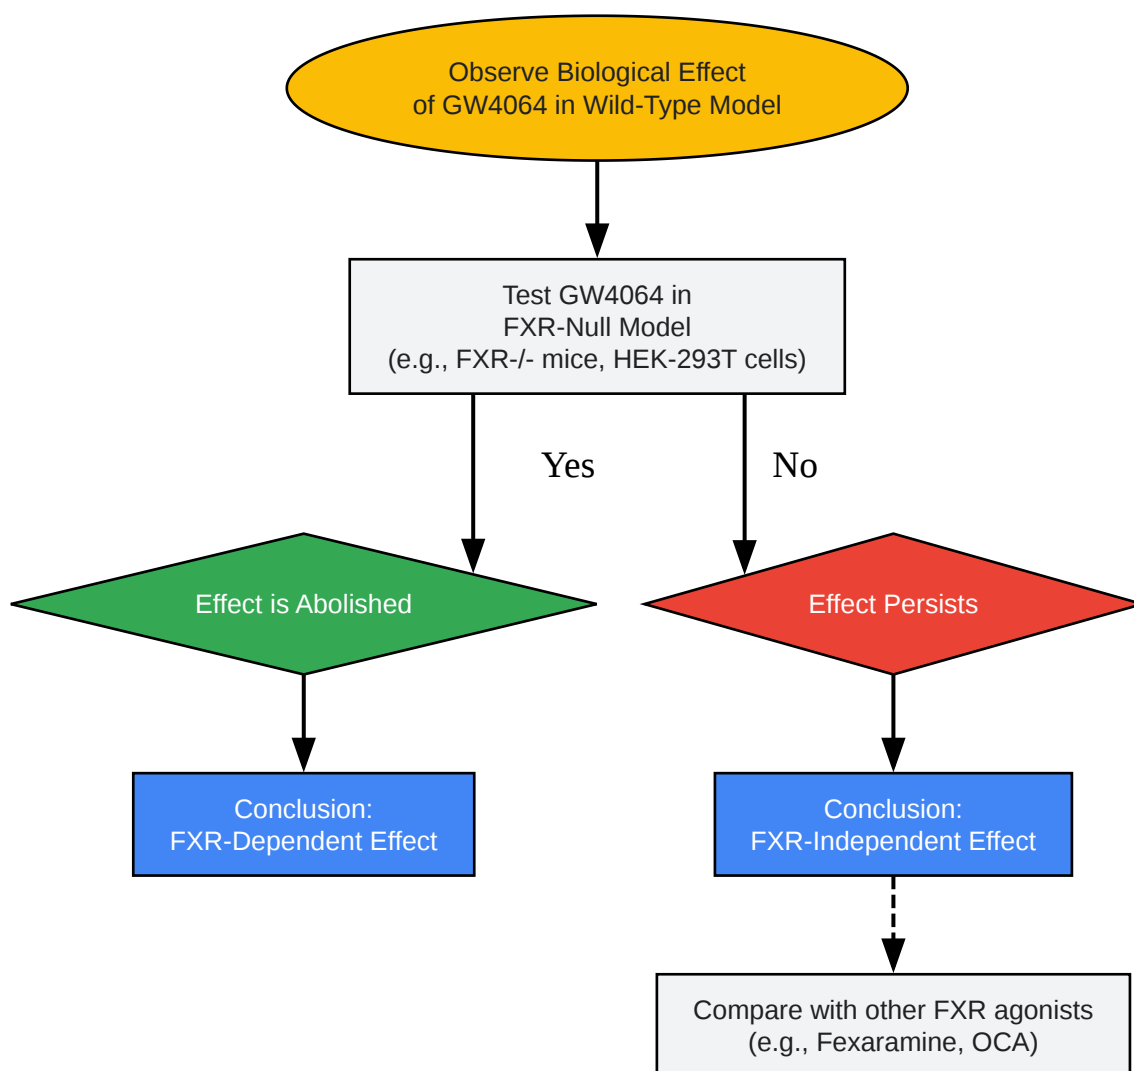 Observe Biological Effect
of GW4064 in Wild-Type Model
Test GW4064 in
FXR-Null Model
(e.g., FXR-/- mice, HEK-293T cells)
Yes
No
Effect is Abolished
Effect Persists
Conclusion:
FXR-Dependent Effect
Conclusion:
FXR-Independent Effect
Compare with other FXR agonists
(e.g., Fexaramine, OCA)